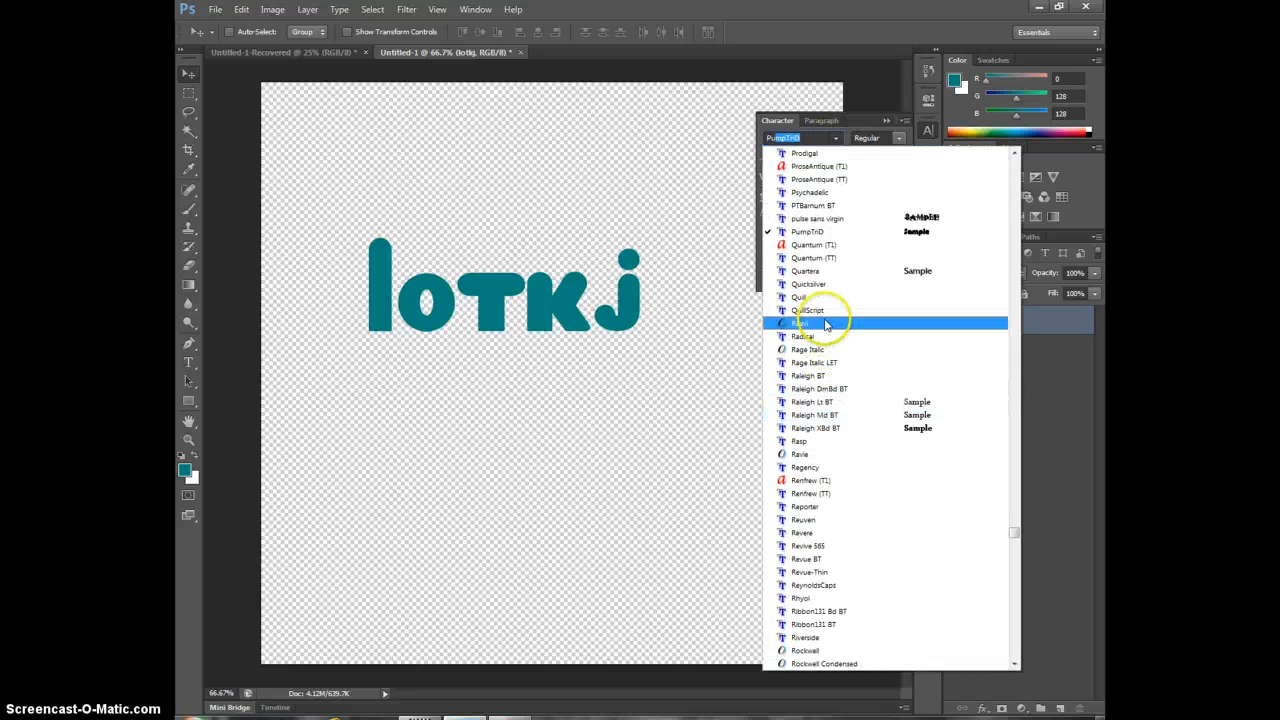 Ps File Edit Image Layer Type Select Filter View Window Help
Auto-Select: Group Show Transform Controls Essentials
Untitled-1-Recovered @ 25% (RGB/8) * × Untitled-1 @ 66.7% (lotkj, RGB/8) * ×
Color Swatches
R 0
G 128
B 128
Character Paragraph
PumpTriD Regular
Prodigal
ProseAntique (T1)
ProseAntique (TT)
Psychadelic
PTBarnum BT
pulse sans virgin SAMPLE
PumpTriD Sample
Quantum (T1)
Quantum (TT)
Quartera Sample
Quicksilver
Quill
QuillScript
Raavi
Radical
Rage Italic
Rage Italic LET
Raleigh BT
Raleigh DmBd BT
Raleigh Lt BT Sample
Raleigh Md BT Sample
Raleigh XBd BT Sample
Rasp
Ravie
Regency
Renfrew (T1)
Renfrew (TT)
Reporter
Reuven
Revere
Revive 565
Revue BT
Revue-Thin
ReynoldsCaps
Rhyol
Ribbon131 Bd BT
Ribbon131 BT
Riverside
Rockwell
Rockwell Condensed
Paths
Opacity: 100%
Fill: 100%
lotkj
66.67% Doc: 4.12M/639.7K
Mini Bridge Timeline
Screencast-O-Matic.com